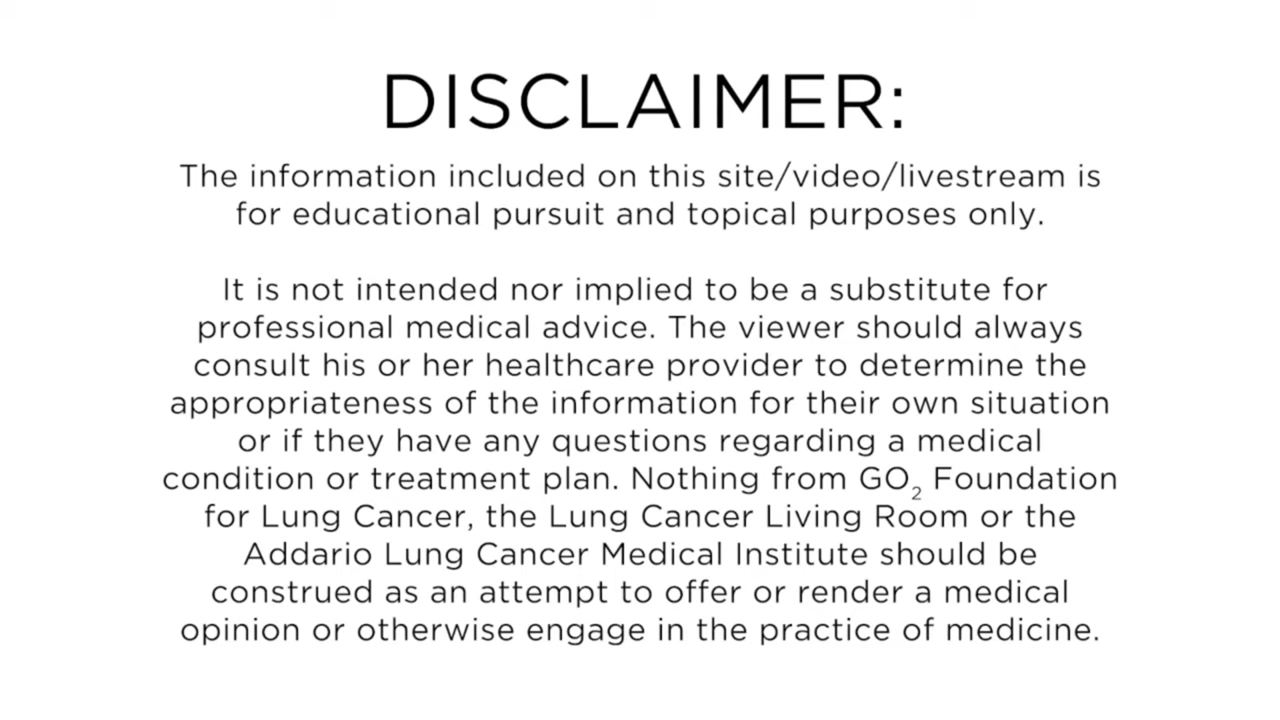 DISCLAIMER:
The information included on this site/video/livestream is
for educational pursuit and topical purposes only.
It is not intended nor implied to be a substitute for
professional medical advice. The viewer should always
consult his or her healthcare provider to determine the
appropriateness of the information for their own situation
or if they have any questions regarding a medical
condition or treatment plan. Nothing from GO₂ Foundation
for Lung Cancer, the Lung Cancer Living Room or the
Addario Lung Cancer Medical Institute should be
construed as an attempt to offer or render a medical
opinion or otherwise engage in the practice of medicine.